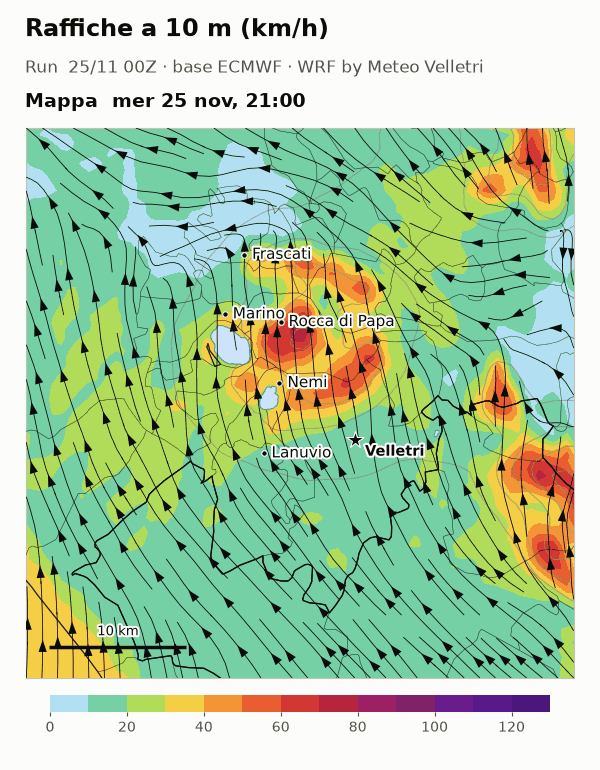 Raffiche a 10 m (km/h)
Run  25/11 00Z · base ECMWF · WRF by Meteo Velletri
Mappa  mer 25 nov, 21:00
Frascati
Marino
Rocca di Papa
Nemi
Lanuvio
Velletri
10 km
0 20 40 60 80 100 120